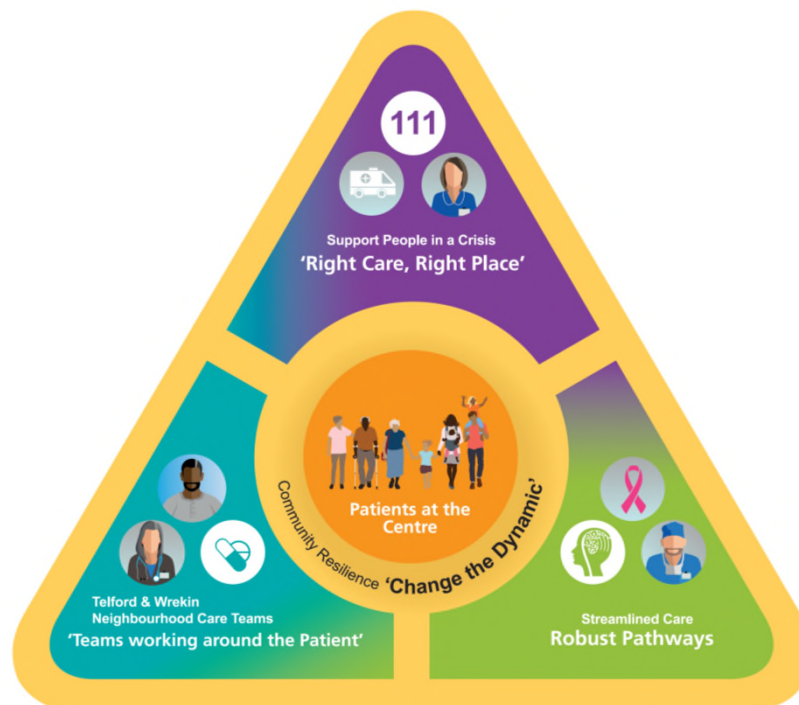 111
Support People in a Crisis
‘Right Care, Right Place’
Patients at the
Centre
Community Resilience ‘Change the Dynamic’
Telford & Wrekin
Neighbourhood Care Teams
‘Teams working around the Patient’
Streamlined Care
Robust Pathways